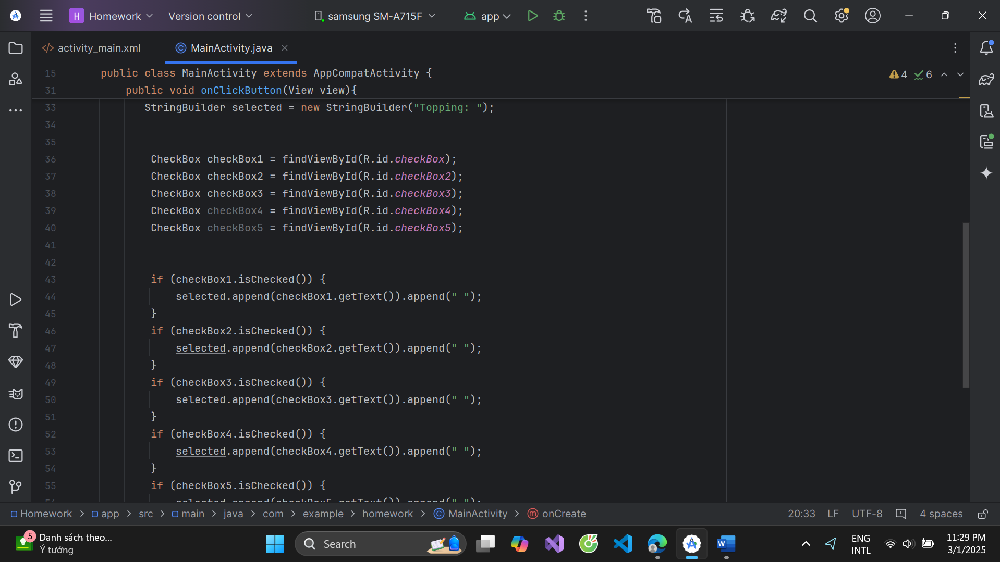 H Homework Version control samsung SM-A715F app
activity_main.xml MainActivity.java
15 public class MainActivity extends AppCompatActivity { 4 6
31 public void onClickButton(View view){
33 StringBuilder selected = new StringBuilder("Topping: ");
34
35
36 CheckBox checkBox1 = findViewById(R.id.checkBox);
37 CheckBox checkBox2 = findViewById(R.id.checkBox2);
38 CheckBox checkBox3 = findViewById(R.id.checkBox3);
39 CheckBox checkBox4 = findViewById(R.id.checkBox4);
40 CheckBox checkBox5 = findViewById(R.id.checkBox5);
41
42
43 if (checkBox1.isChecked()) {
44 selected.append(checkBox1.getText()).append(" ");
45 }
46 if (checkBox2.isChecked()) {
47 selected.append(checkBox2.getText()).append(" ");
48 }
49 if (checkBox3.isChecked()) {
50 selected.append(checkBox3.getText()).append(" ");
51 }
52 if (checkBox4.isChecked()) {
53 selected.append(checkBox4.getText()).append(" ");
54 }
55 if (checkBox5.isChecked()) {
56 selected.append(checkBox5.getText()).append(" ");
Homework > app > src > main > java > com > example > homework > MainActivity > onCreate 20:33 LF UTF-8 4 spaces
5 Danh sách theo...
Ý tưởng
Search
ENG
INTL
11:29 PM
3/1/2025